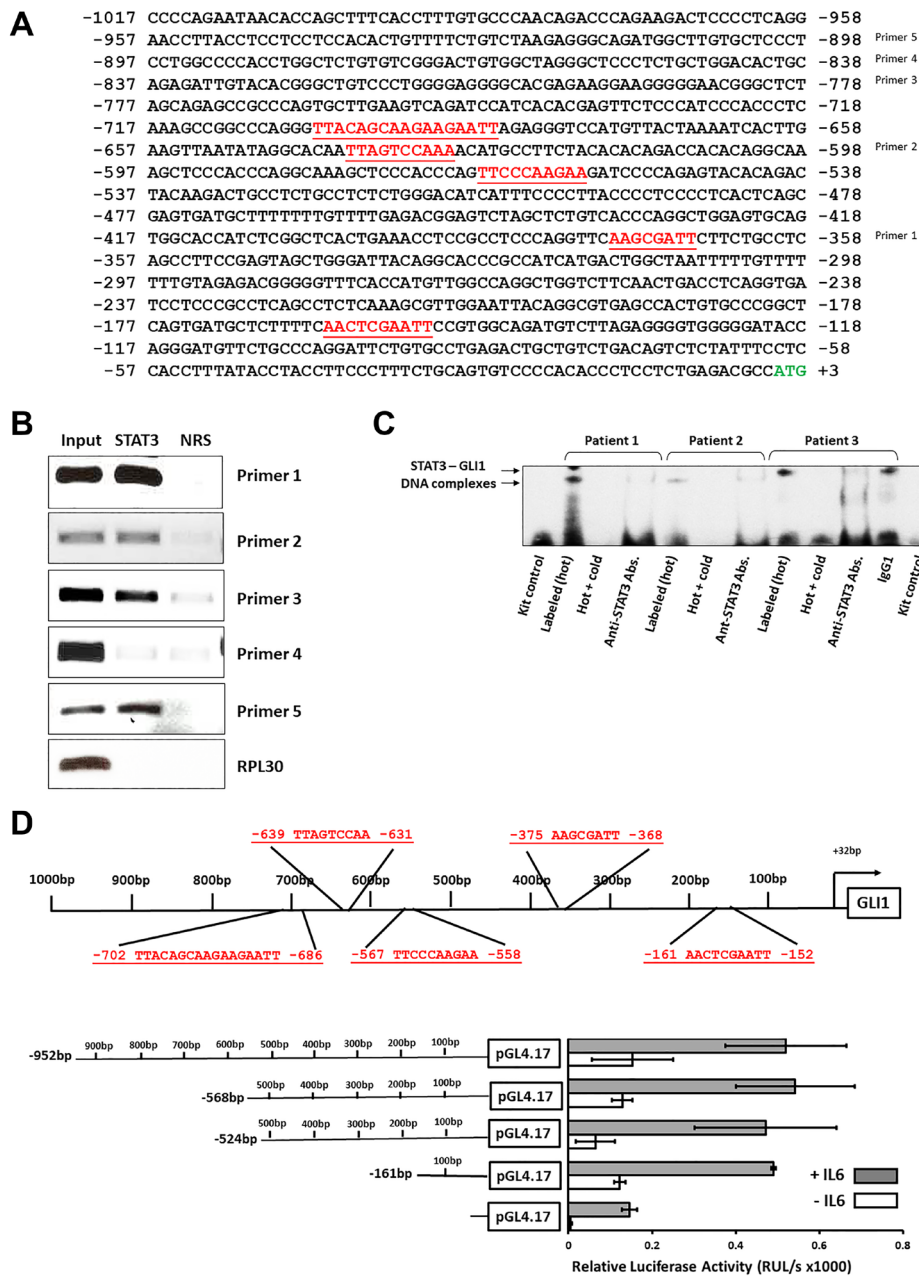 A
-1017 CCCCAGAATAACACCAGCTTTCACCTTTGTGCCCAACAGACCCAGAAGACTCCCCTCAGG -958
-957 AACCTTACCTCCTCCTCCACACTGTTTTCTGTCTAAGAGGGCAGATGGCTTGTGCTCCCT -898 Primer 5
-897 CCTGGCCCCACCTGGCTCTGTGTCGGGACTGTGGCTAGGGCTCCCTCTGCTGGACACTGC -838 Primer 4
-837 AGAGATTGTACACGGGCTGTCCCTGGGGAGGGGCACGAGAAGGAAGGGGGAACGGGCTCT -778 Primer 3
-777 AGCAGAGCCGCCCAGTGCTTGAAGTCAGATCCATCACACGAGTTCTCCCATCCCACCCTC -718
-717 AAAGCCGGCCCAGGGTTACAGCAAGAAGAATTAGAGGGTCCATGTTACTAAAATCACTTG -658
-657 AAGTTAATATAGGCACAATTAGTCCAAAACATGCCTTCTACACACAGACCACACAGGCAA -598 Primer 2
-597 AGCTCCCACCCAGGCAAAGCTCCCACCCAGTTCCCAAGAAGATCCCCAGAGTACACAGAC -538
-537 TACAAGACTGCCTCTGCCTCTCTGGGACATCATTTCCCCCTTACCCCTCCCCTCACTCAGC -478
-477 GAGTGATGCTTTTTTTGTTTTGAGACGGAGTCTAGCTCTGTCACCCAGGCTGGAGTGCAG -418
-417 TGGCACCATCTCGGCTCACTGAAACCTCCGCCTCCCAGGTTCAAGCGATTCTTCTGCCTC -358 Primer 1
-357 AGCCTTCCGAGTAGCTGGGATTACAGGCACCCGCCATCATGACTGGCTAATTTTTGTTTT -298
-297 TTTGTAGAGACGGGGGTTTCACCATGTTGGCCAGGCTGGTCTTCAACTGACCTCAGGTGA
-237 TCCTCCCGCCTCAGCCTCTCAAAGCGTTGGAATTACAGGCGTGAGCCACTGTGCCCGGCT -178
-177 CAGTGATGCTCTTTTCAACTCGAATTCCGTGGCAGATGTCTTAGAGGGGTGGGGGATACC -118
-117 AGGGATGTTCTGCCCAGGATTCTGTGCCTGAGACTGCTGTCTGACAGTCTCTATTTCCTC -58
-57 CACCTTTATACCTACCTTCCCTTTCTGCAGTGTCCCCACACCCTCCTCTGAGACGCCATG +3
B
Input STAT3 NRS
Primer 1
Primer 2
Primer 3
Primer 4
Primer 5
RPL30
C
Patient 1 Patient 2 Patient 3
STAT3 – GLI1
DNA complexes
Kit control
Labeled (hot)
Hot + cold
Anti-STAT3 Abs.
Labeled (hot)
Hot + cold
Ant-STAT3 Abs.
Labeled (hot)
Hot + cold
Anti-STAT3 Abs.
IgG1
Kit control
D
-639 TTAGTCCAA -631 -375 AAGCGATT -368
+32bp
1000bp 900bp 800bp 700bp 600bp 500bp 400bp 300bp 200bp 100bp
GLI1
-702 TTACAGCAAGAAGAATT -686 -567 TTCCCAAGAA -558 -161 AACTCGAATT -152
900bp 800bp 700bp 600bp 500bp 400bp 300bp 200bp 100bp
-952bp pGL4.17
500bp 400bp 300bp 200bp 100bp
-568bp pGL4.17
500bp 400bp 300bp 200bp 100bp
-524bp pGL4.17
100bp
-161bp pGL4.17
pGL4.17
+ IL6
- IL6
0 0.2 0.4 0.6 0.8
Relative Luciferase Activity (RUL/s x1000)